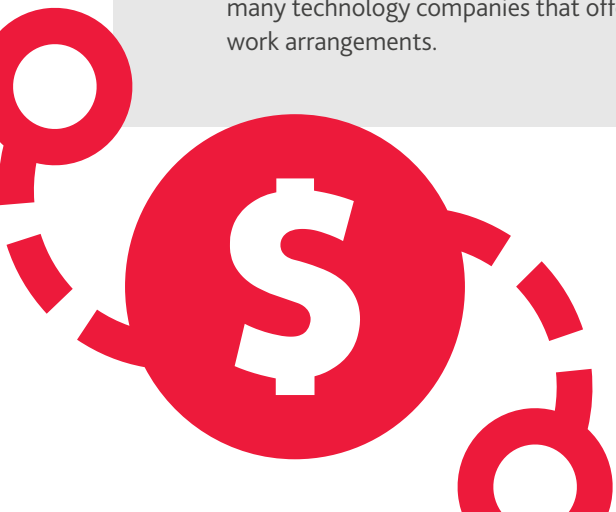 many technology companies that off
work arrangements.
$